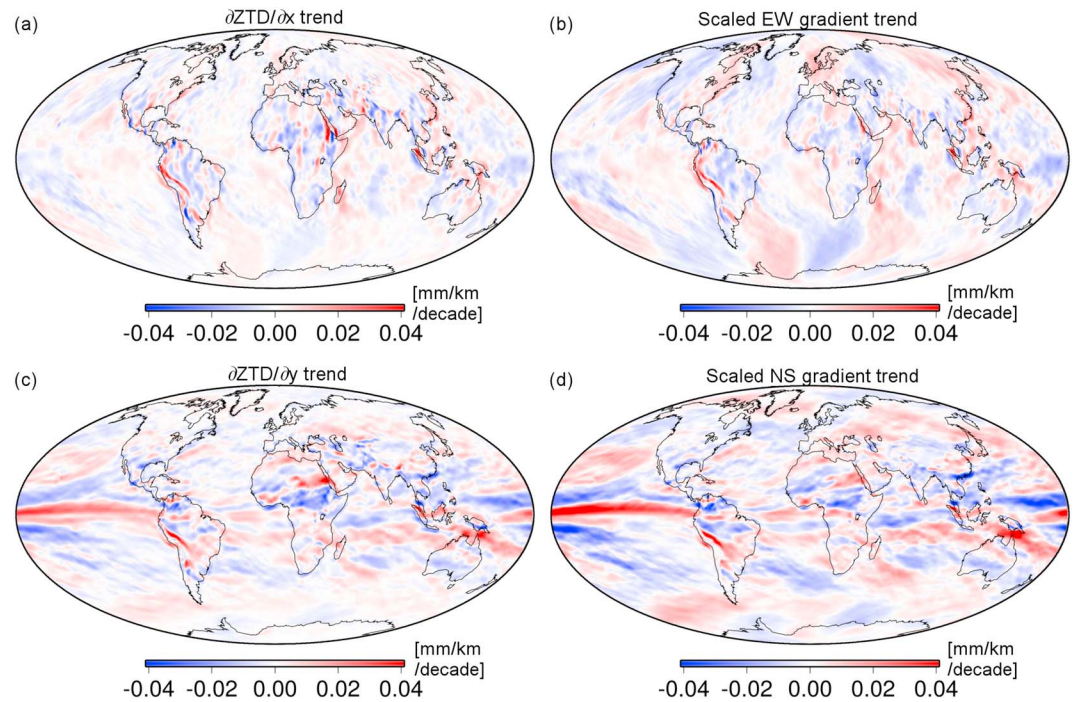 (a)
∂ZTD/∂x trend
(b)
Scaled EW gradient trend
[mm/km
/decade]
-0.04 -0.02 0.00 0.02 0.04
[mm/km
/decade]
-0.04 -0.02 0.00 0.02 0.04
(c)
∂ZTD/∂y trend
(d)
Scaled NS gradient trend
[mm/km
/decade]
-0.04 -0.02 0.00 0.02 0.04
[mm/km
/decade]
-0.04 -0.02 0.00 0.02 0.04